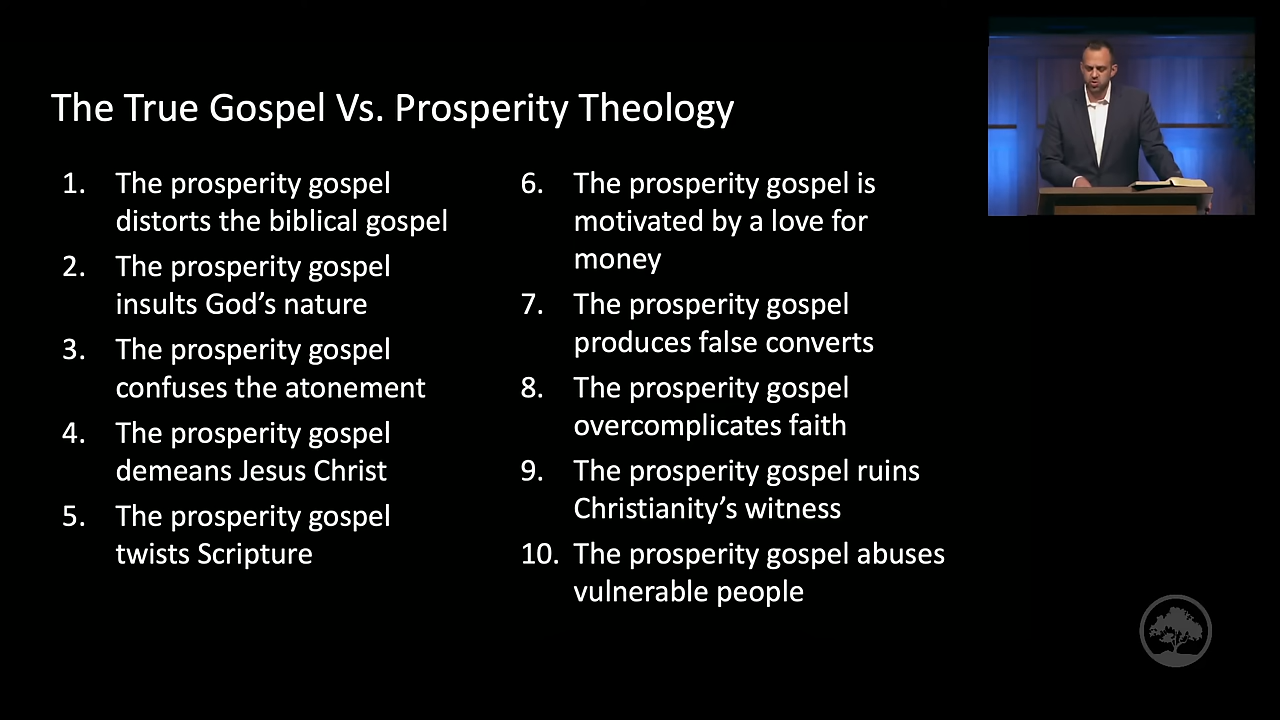 The True Gospel Vs. Prosperity Theology
1. The prosperity gospel
distorts the biblical gospel
2. The prosperity gospel
insults God’s nature
3. The prosperity gospel
confuses the atonement
4. The prosperity gospel
demeans Jesus Christ
5. The prosperity gospel
twists Scripture
6. The prosperity gospel is
motivated by a love for
money
7. The prosperity gospel
produces false converts
8. The prosperity gospel
overcomplicates faith
9. The prosperity gospel ruins
Christianity’s witness
10. The prosperity gospel abuses
vulnerable people